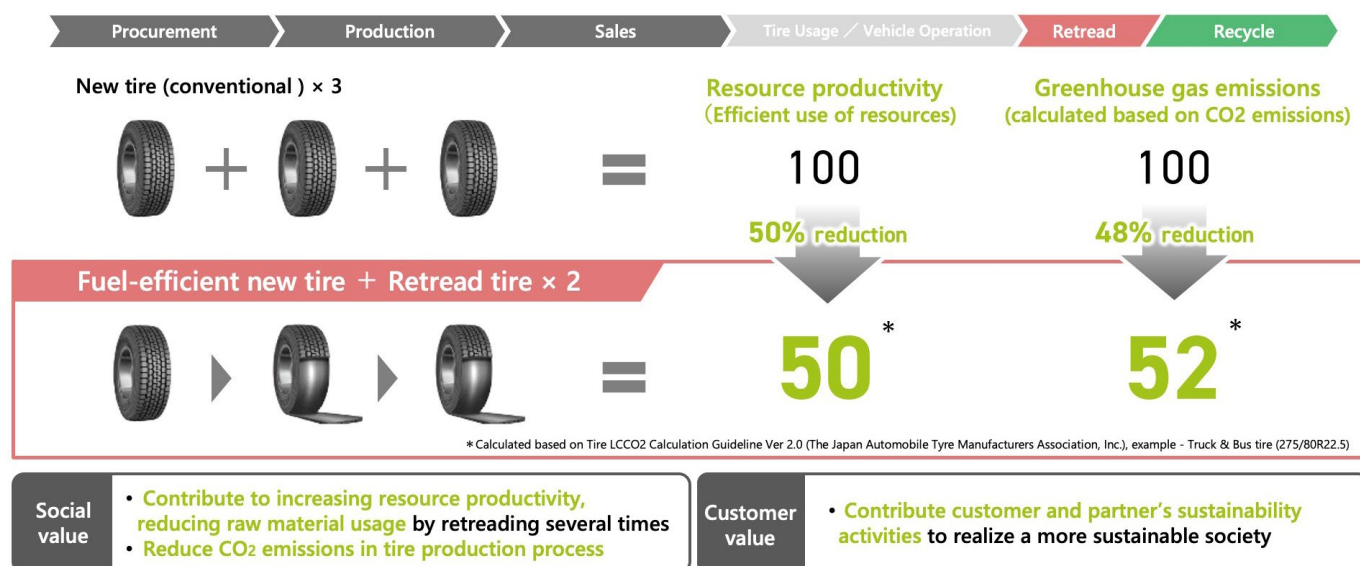 Procurement
Production
Sales
Tire Usage ／ Vehicle Operation
Retread
Recycle
New tire (conventional ) × 3
Resource productivity
（Efficient use of resources)
Greenhouse gas emissions
(calculated based on CO2 emissions)
+
+
=
100
100
50% reduction
48% reduction
Fuel-efficient new tire ＋ Retread tire × 2
=
50*
52*
* Calculated based on Tire LCCO2 Calculation Guideline Ver 2.0 (The Japan Automobile Tyre Manufacturers Association, Inc.), example - Truck & Bus tire (275/80R22.5)
Social
value
• Contribute to increasing resource productivity,
reducing raw material usage by retreading several times
• Reduce CO2 emissions in tire production process
Customer
value
• Contribute customer and partner's sustainability
activities to realize a more sustainable society